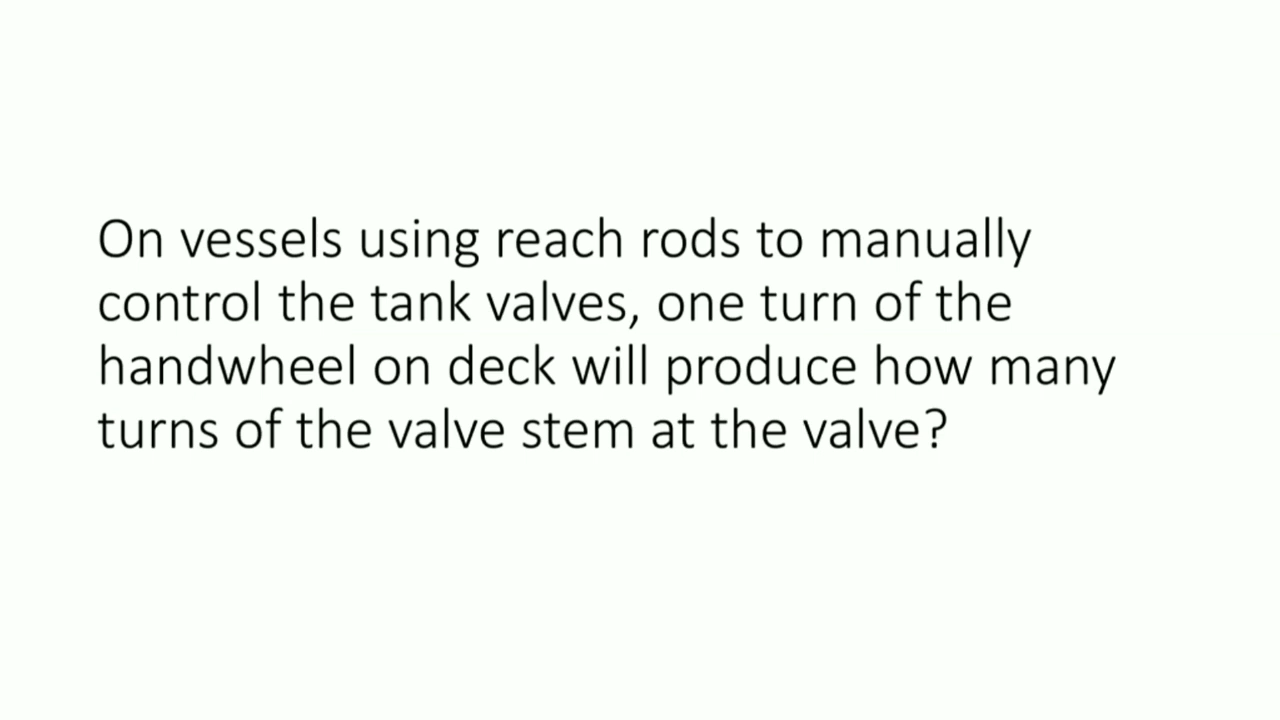 On vessels using reach rods to manually
control the tank valves, one turn of the
handwheel on deck will produce how many
turns of the valve stem at the valve?